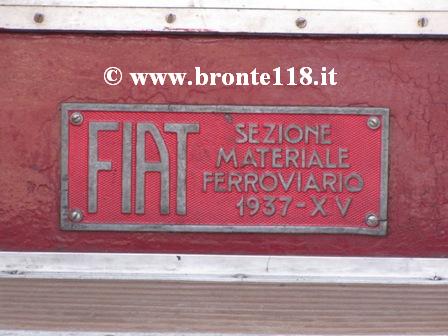 © www.bronte118.it
FIAT
SEZIONE
MATERIALE
FERROVIARIO
1937-XV